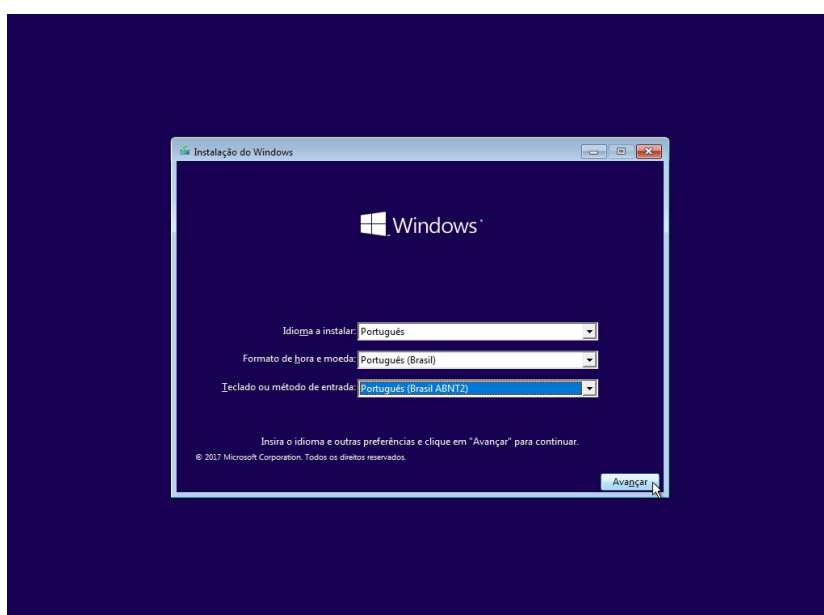 Instalação do Windows
Windows
Idioma a instalar: Português
Formato de hora e moeda: Português (Brasil)
Teclado ou método de entrada: Português (Brasil ABNT2)
Insira o idioma e outras preferências e clique em "Avançar" para continuar.
© 2017 Microsoft Corporation. Todos os direitos reservados.
Avançar